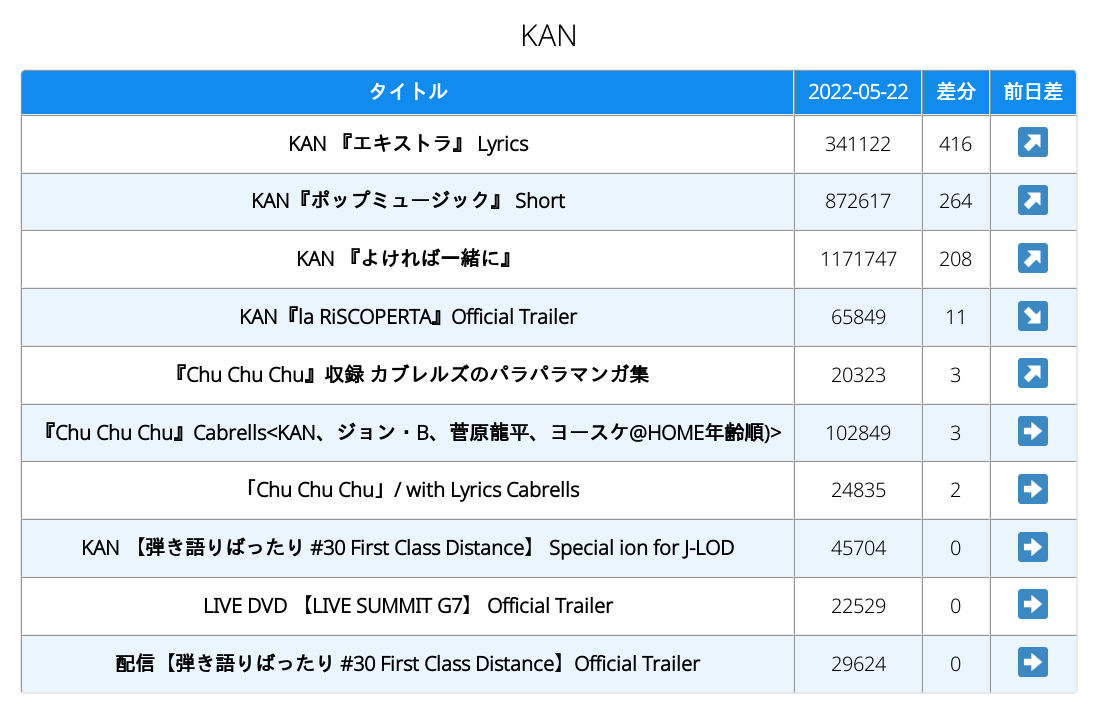 KAN
タイトル 2022-05-22 差分 前日差
KAN 『エキストラ』 Lyrics 341122 416 ↗
KAN『ポップミュージック』 Short 872617 264 ↗
KAN 『よければ一緒に』 1171747 208 ↗
KAN『la RiSCOPERTA』Official Trailer 65849 11 ↘
『Chu Chu Chu』収録 カブレルズのパラパラマンガ集 20323 3 ↗
『Chu Chu Chu』Cabrells<KAN、ジョン・B、菅原龍平、ヨースケ@HOME年齢順)> 102849 3 →
「Chu Chu Chu」/ with Lyrics Cabrells 24835 2 →
KAN 【弾き語りばったり #30 First Class Distance】 Special ion for J-LOD 45704 0 →
LIVE DVD 【LIVE SUMMIT G7】 Official Trailer 22529 0 →
配信【弾き語りばったり #30 First Class Distance】Official Trailer 29624 0 →